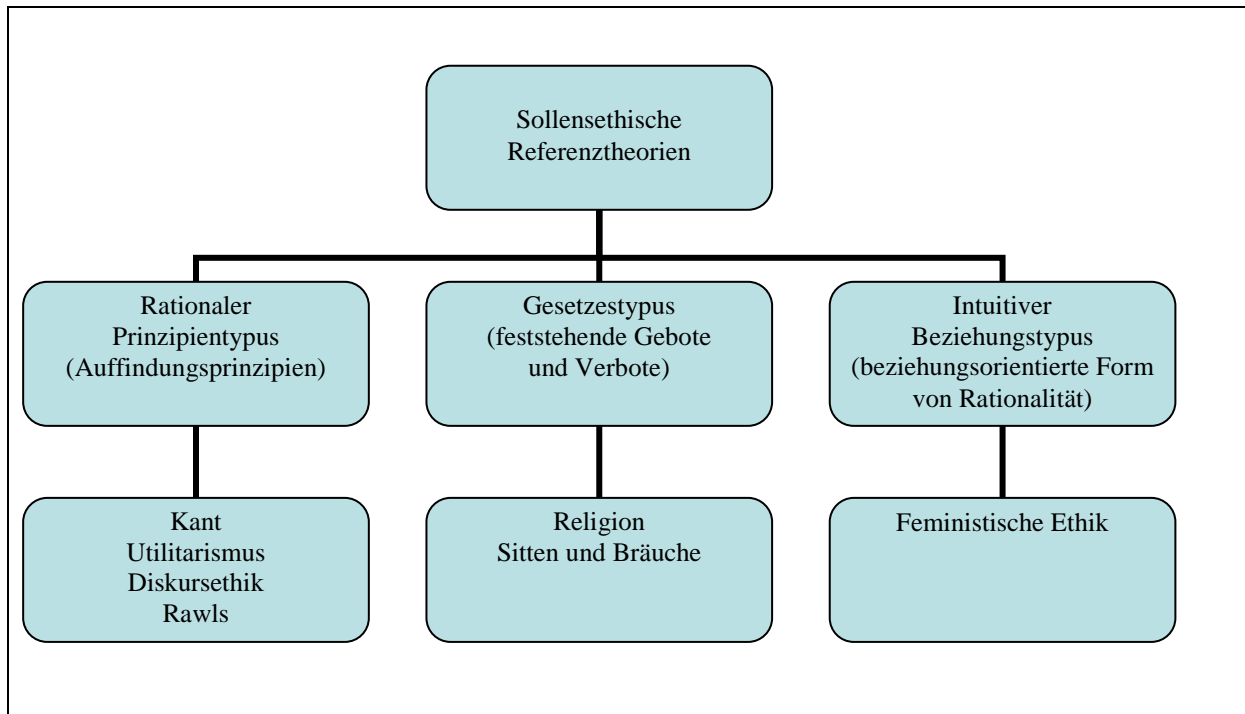 Sollensethische
Referenztheorien
Rationaler
Prinzipientypus
(Auffindungsprinzipien)
Gesetzestypus
(feststehende Gebote
und Verbote)
Intuitiver
Beziehungstypus
(beziehungsorientierte Form
von Rationalität)
Kant
Utilitarismus
Diskursethik
Rawls
Religion
Sitten und Bräuche
Feministische Ethik